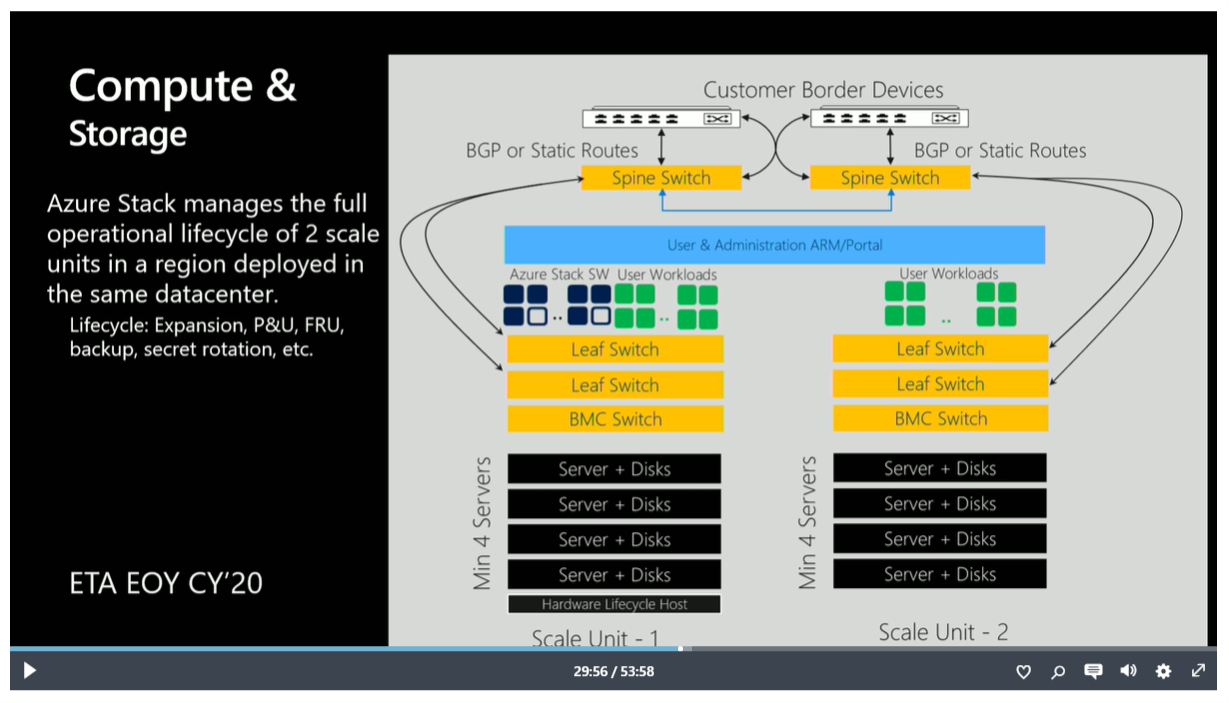 Compute &
Storage
Azure Stack manages the full
operational lifecycle of 2 scale
units in a region deployed in
the same datacenter.
Lifecycle: Expansion, P&U, FRU,
backup, secret rotation, etc.
ETA EOY CY'20
Customer Border Devices
BGP or Static Routes
BGP or Static Routes
Spine Switch
Spine Switch
User & Administration ARM/Portal
Azure Stack SW
User Workloads
User Workloads
..
..
..
Leaf Switch
Leaf Switch
BMC Switch
Leaf Switch
Leaf Switch
BMC Switch
Min 4 Servers
Server + Disks
Server + Disks
Server + Disks
Server + Disks
Hardware Lifecycle Host
Scale Unit - 1
Min 4 Servers
Server + Disks
Server + Disks
Server + Disks
Server + Disks
Scale Unit - 2
29:56 / 53:58